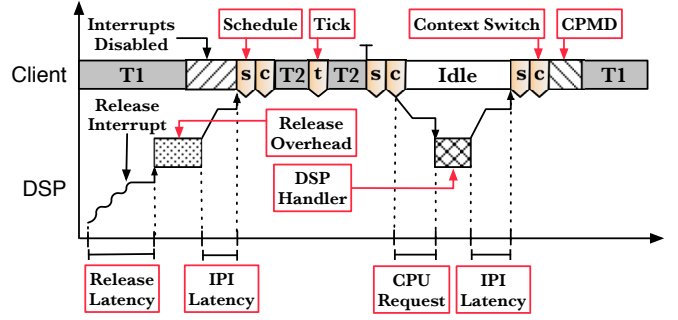 Interrupts
Disabled
Schedule
Tick
Context Switch
CPMD
Client
T1
s
c
T2
t
T2
s
c
Idle
s
c
T1
Release
Interrupt
Release
Overhead
DSP
DSP
Handler
Release
Latency
IPI
Latency
CPU
Request
IPI
Latency